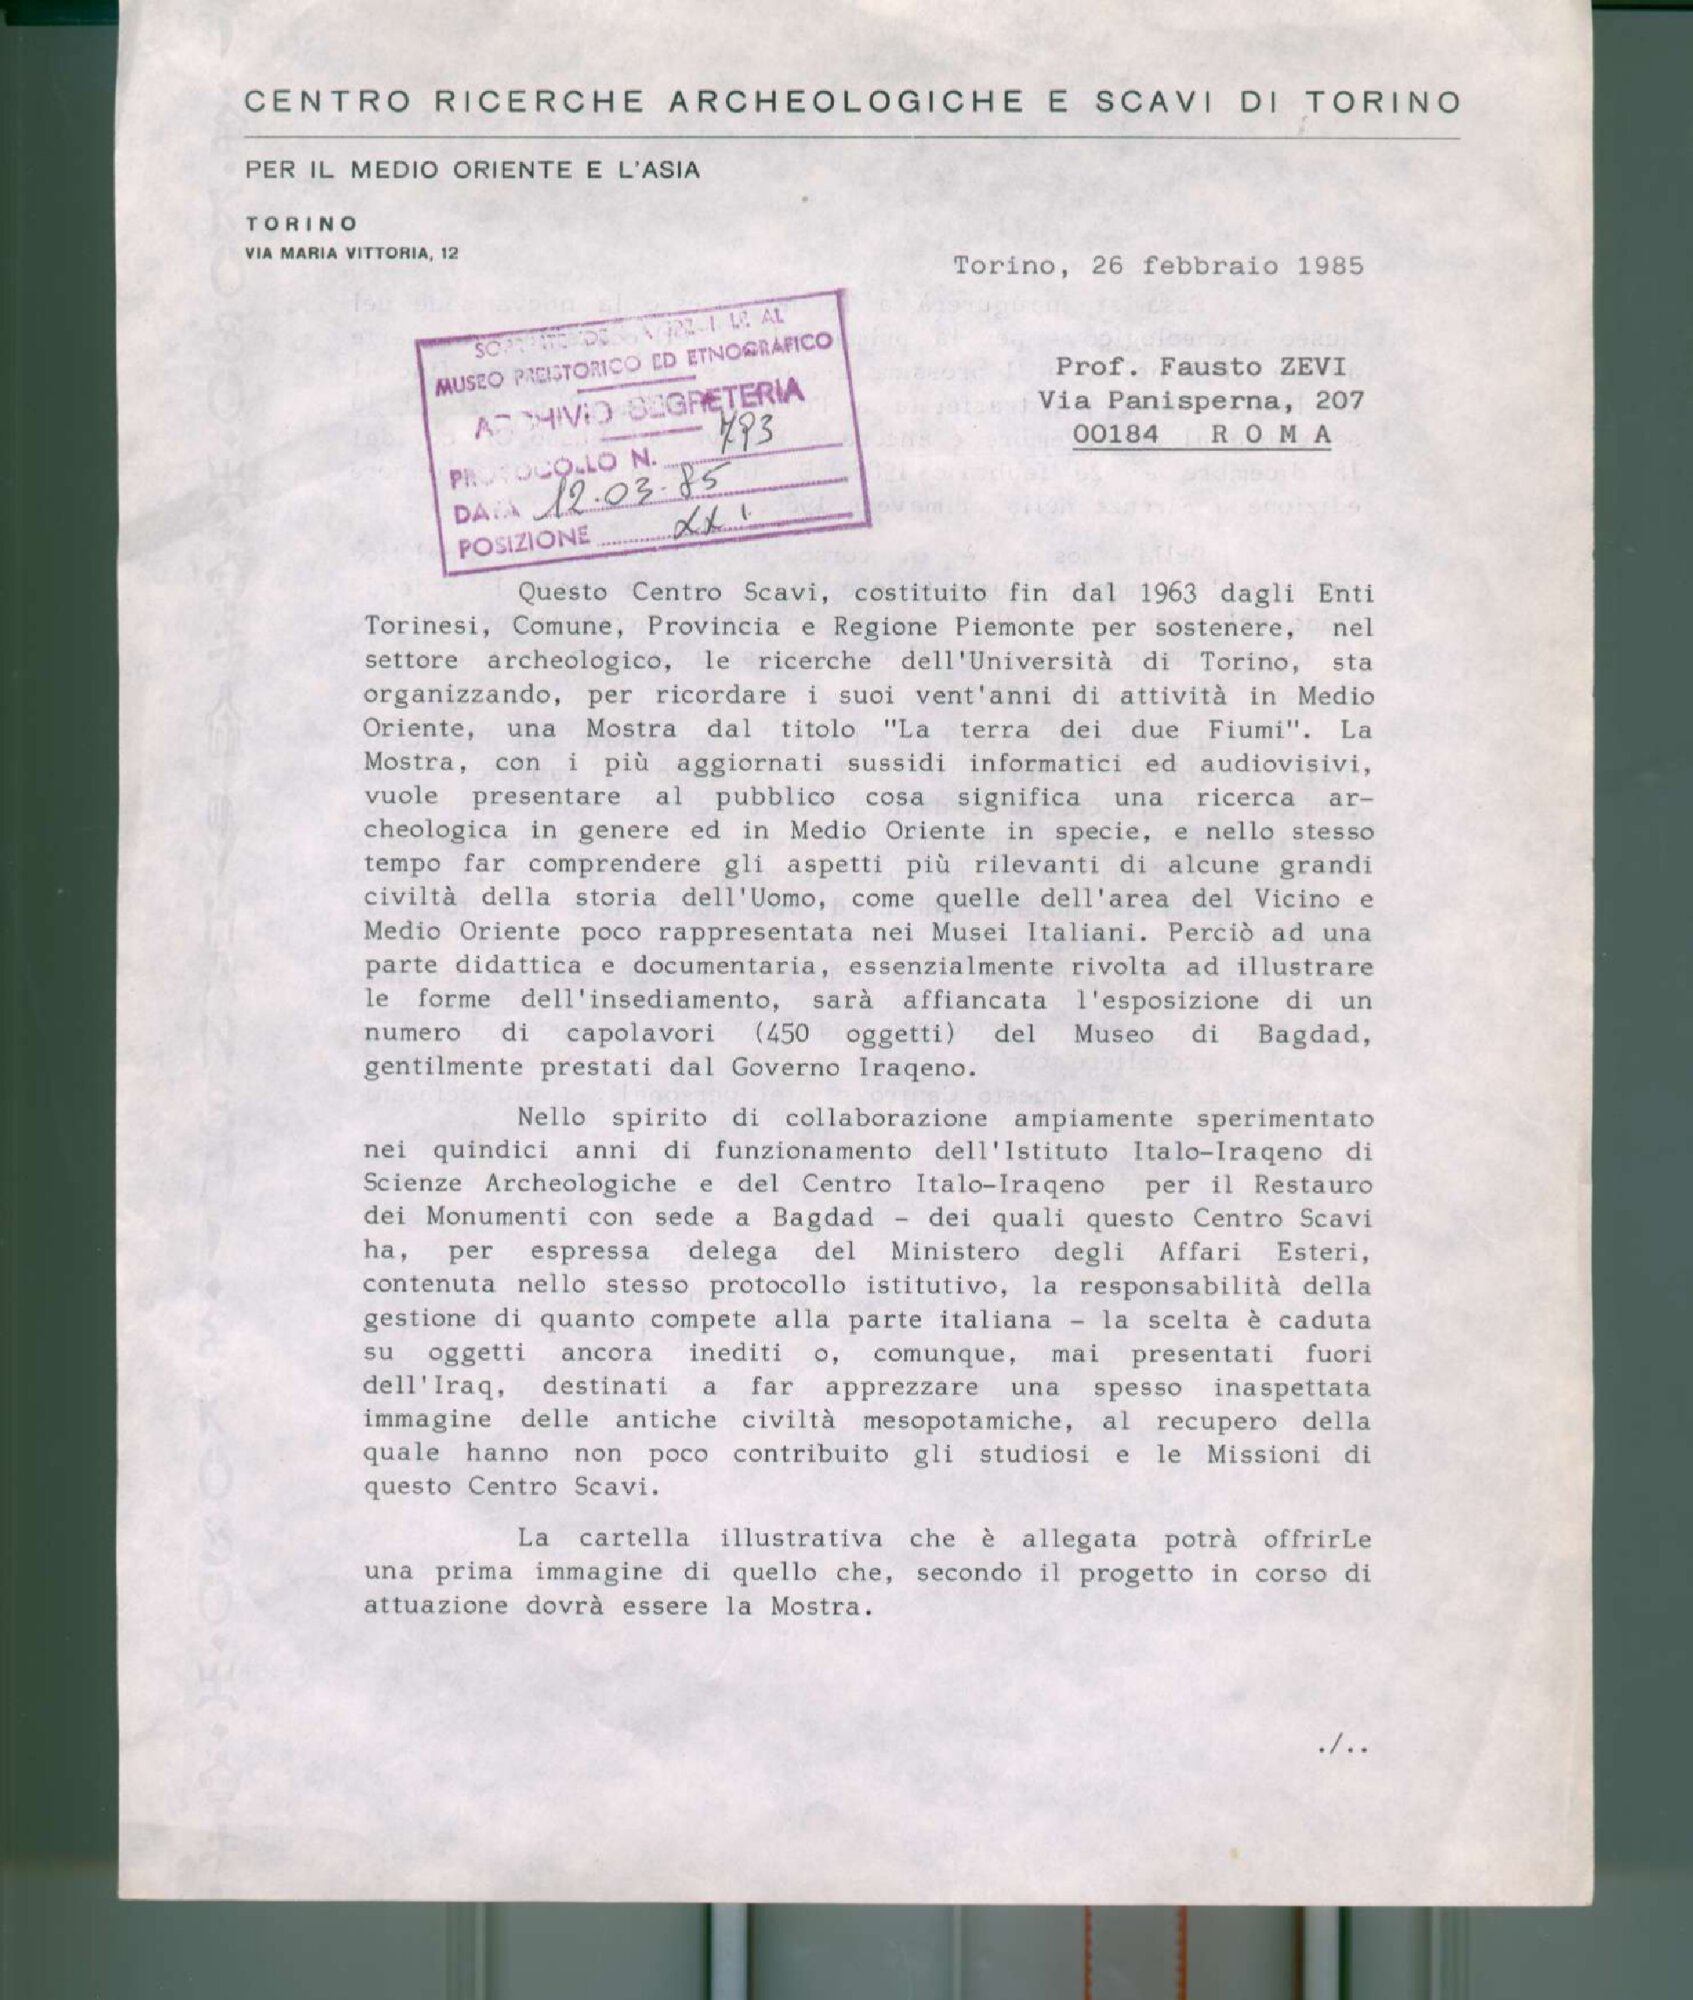 CENTRO RICERCHE ARCHEOLOGICHE E SCAVI DI TORINO
PER IL MEDIO ORIENTE E L'ASIA
TORINO
VIA MARIA VITTORIA, 12
Torino, 26 febbraio 1985
AL
MUSEO PREISTORICO ED ETNOGRAFICO
ARCHIVIO SEGRETERIA
PROTOCOLLO N. 793
DATA 12.03.85
POSIZIONE
Prof. Fausto ZEVI
Via Panisperna, 207
00184 R O M A
Questo Centro Scavi, costituito fin dal 1963 dagli Enti
Torinesi, Comune, Provincia e Regione Piemonte per sostenere, nel
settore archeologico, le ricerche dell'Università di Torino, sta
organizzando, per ricordare i suoi vent'anni di attività in Medio
Oriente, una Mostra dal titolo "La terra dei due Fiumi". La
Mostra, con i più aggiornati sussidi informatici ed audiovisivi,
vuole presentare al pubblico cosa significa una ricerca ar-
cheologica in genere ed in Medio Oriente in specie, e nello stesso
tempo far comprendere gli aspetti più rilevanti di alcune grandi
civiltà della storia dell'Uomo, come quelle dell'area del Vicino e
Medio Oriente poco rappresentata nei Musei Italiani. Perciò ad una
parte didattica e documentaria, essenzialmente rivolta ad illustrare
le forme dell'insediamento, sarà affiancata l'esposizione di un
numero di capolavori (450 oggetti) del Museo di Bagdad,
gentilmente prestati dal Governo Iraqeno.
Nello spirito di collaborazione ampiamente sperimentato
nei quindici anni di funzionamento dell'Istituto Italo-Iraqeno di
Scienze Archeologiche e del Centro Italo-Iraqeno per il Restauro
dei Monumenti con sede a Bagdad - dei quali questo Centro Scavi
ha, per espressa delega del Ministero degli Affari Esteri,
contenuta nello stesso protocollo istitutivo, la responsabilità della
gestione di quanto compete alla parte italiana - la scelta è caduta
su oggetti ancora inediti o, comunque, mai presentati fuori
dell'Iraq, destinati a far apprezzare una spesso inaspettata
immagine delle antiche civiltà mesopotamiche, al recupero della
quale hanno non poco contribuito gli studiosi e le Missioni di
questo Centro Scavi.
La cartella illustrativa che è allegata potrà offrirLe
una prima immagine di quello che, secondo il progetto in corso di
attuazione dovrà essere la Mostra.
./..